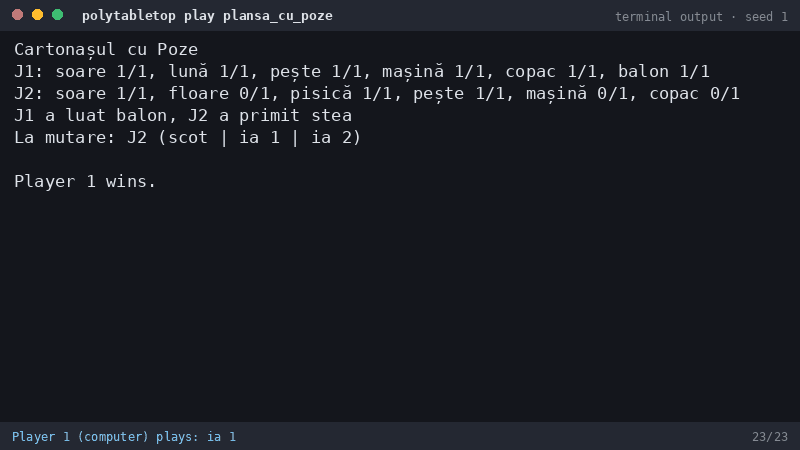 polytabletop play plansa_cu_poze
terminal output · seed 1
Cartonașul cu Poze
J1: soare 1/1, lună 1/1, pește 1/1, mașină 1/1, copac 1/1, balon 1/1
J2: soare 1/1, floare 0/1, pisică 1/1, pește 1/1, mașină 0/1, copac 0/1
J1 a luat balon, J2 a primit stea
La mutare: J2 (scot | ia 1 | ia 2)
Player 1 wins.
Player 1 (computer) plays: ia 1
23/23